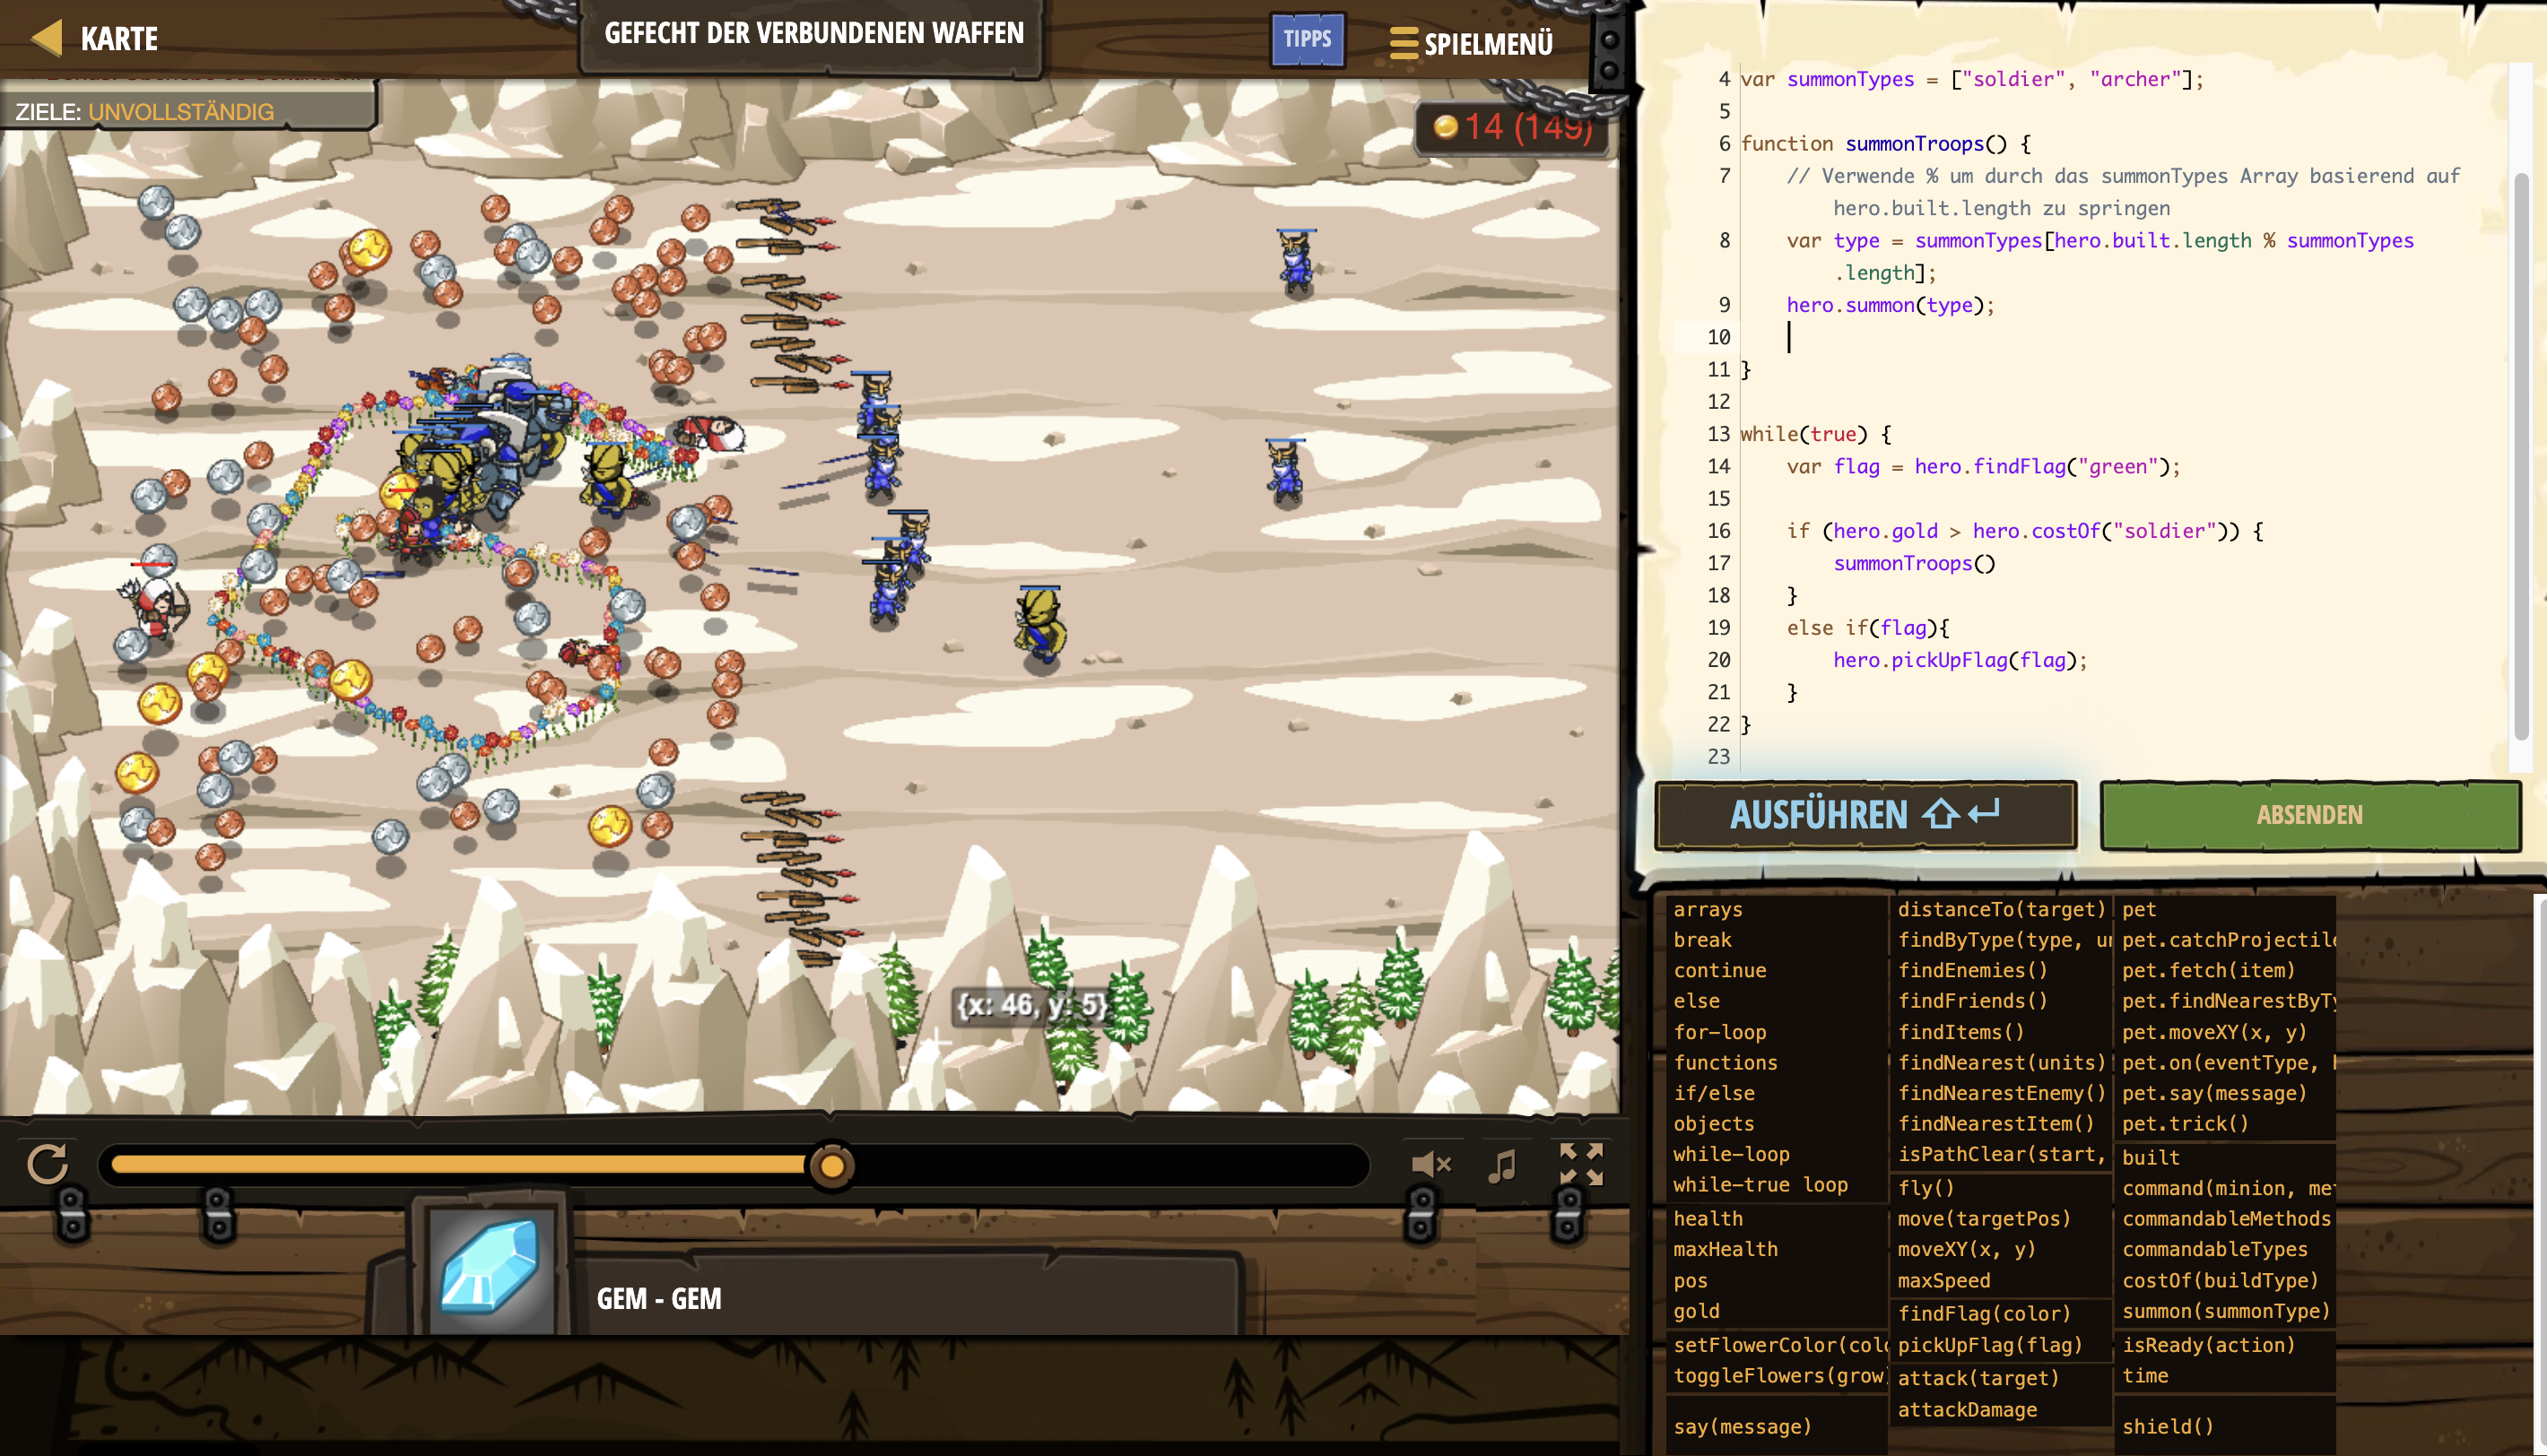 KARTE
GEFECHT DER VERBUNDENEN WAFFEN
TIPPS
SPIELMENÜ
ZIELE: UNVOLLSTÄNDIG
14 (149)
{x: 46, y: 5}
GEM - GEM
4 var summonTypes = ["soldier", "archer"];
5
6 function summonTroops() {
7 // Verwende % um durch das summonTypes Array basierend auf
hero.built.length zu springen
8 var type = summonTypes[hero.built.length % summonTypes
.length];
9 hero.summon(type);
10
11 }
12
13 while(true) {
14 var flag = hero.findFlag("green");
15
16 if (hero.gold > hero.costOf("soldier")) {
17 summonTroops()
18 }
19 else if(flag){
20 hero.pickUpFlag(flag);
21 }
22 }
23
AUSFÜHREN
ABSENDEN
arrays
break
continue
else
for-loop
functions
if/else
objects
while-loop
while-true loop
health
maxHealth
pos
gold
setFlowerColor(colo
toggleFlowers(grow)
say(message)
distanceTo(target)
findByType(type, un
findEnemies()
findFriends()
findItems()
findNearest(units)
findNearestEnemy()
findNearestItem()
isPathClear(start,
fly()
move(targetPos)
moveXY(x, y)
maxSpeed
findFlag(color)
pickUpFlag(flag)
attack(target)
attackDamage
pet
pet.catchProjectile
pet.fetch(item)
pet.findNearestByTy
pet.moveXY(x, y)
pet.on(eventType, h
pet.say(message)
pet.trick()
built
command(minion, met
commandableMethods
commandableTypes
costOf(buildType)
summon(summonType)
isReady(action)
time
shield()